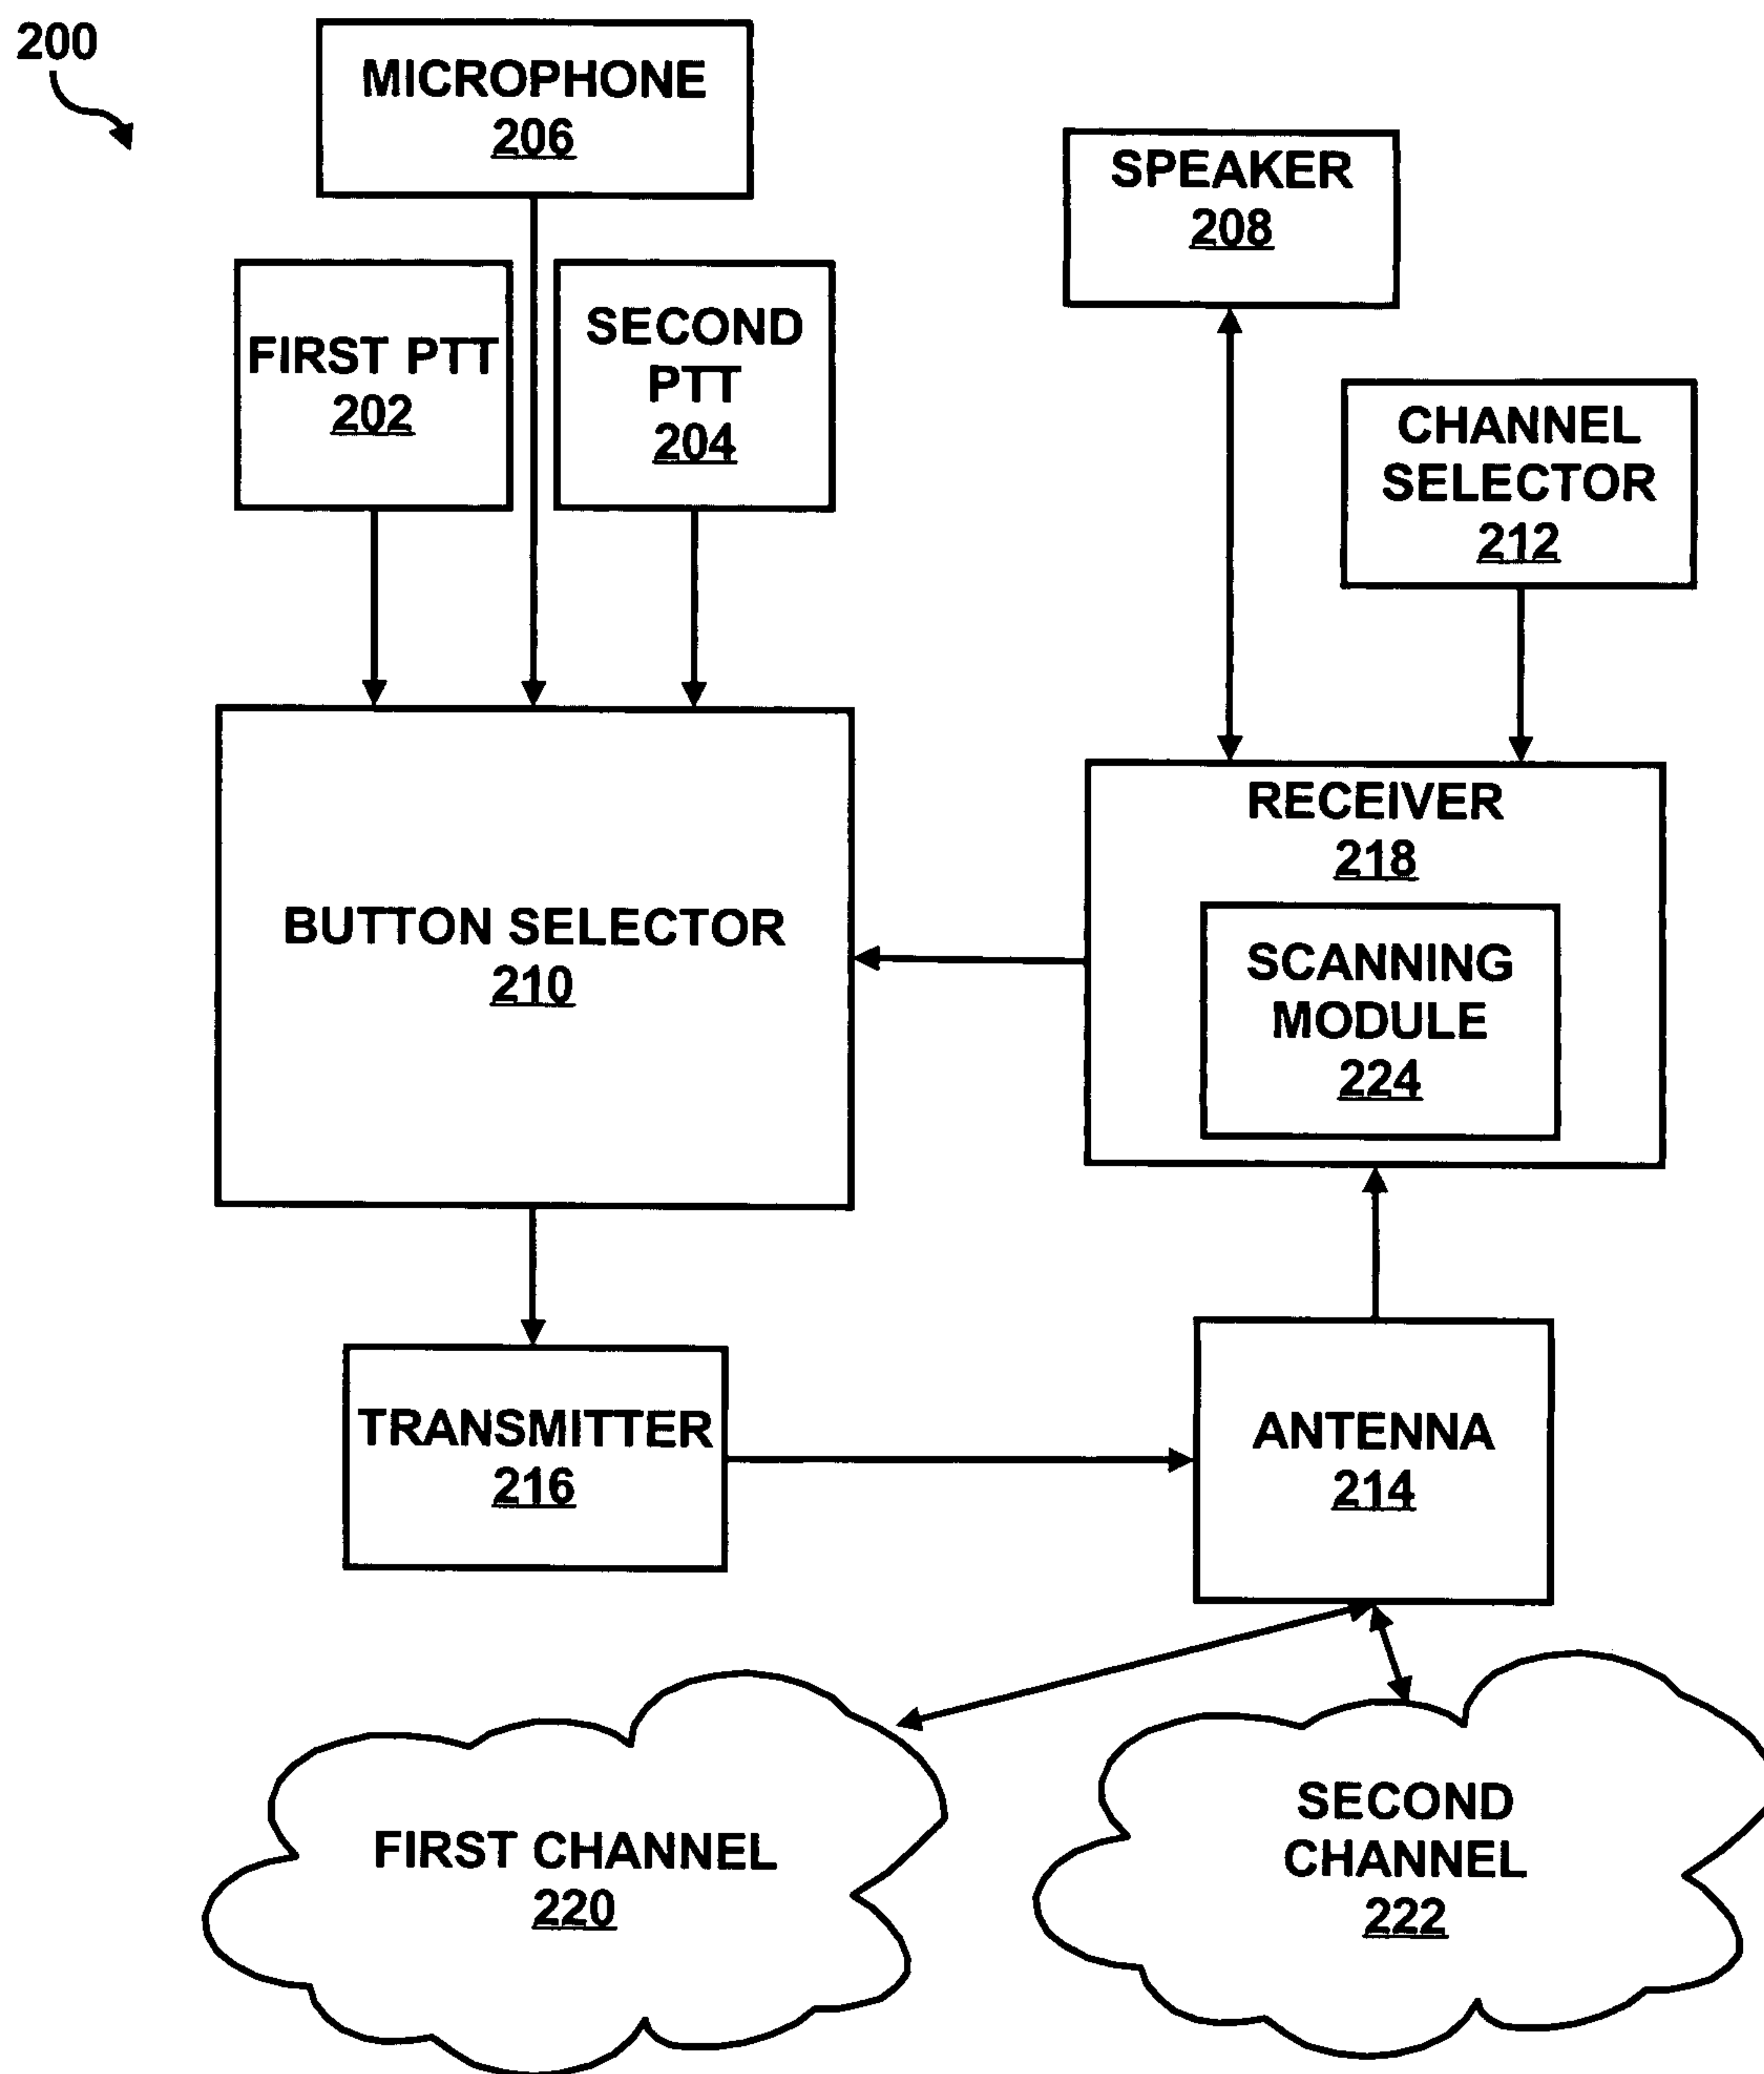 200
MICROPHONE
206
SPEAKER
208
FIRST PTT
202
SECOND
PTT
204
CHANNEL
SELECTOR
212
BUTTON SELECTOR
210
RECEIVER
218
SCANNING
MODULE
224
TRANSMITTER
216
ANTENNA
214
FIRST CHANNEL
220
SECOND
CHANNEL
222